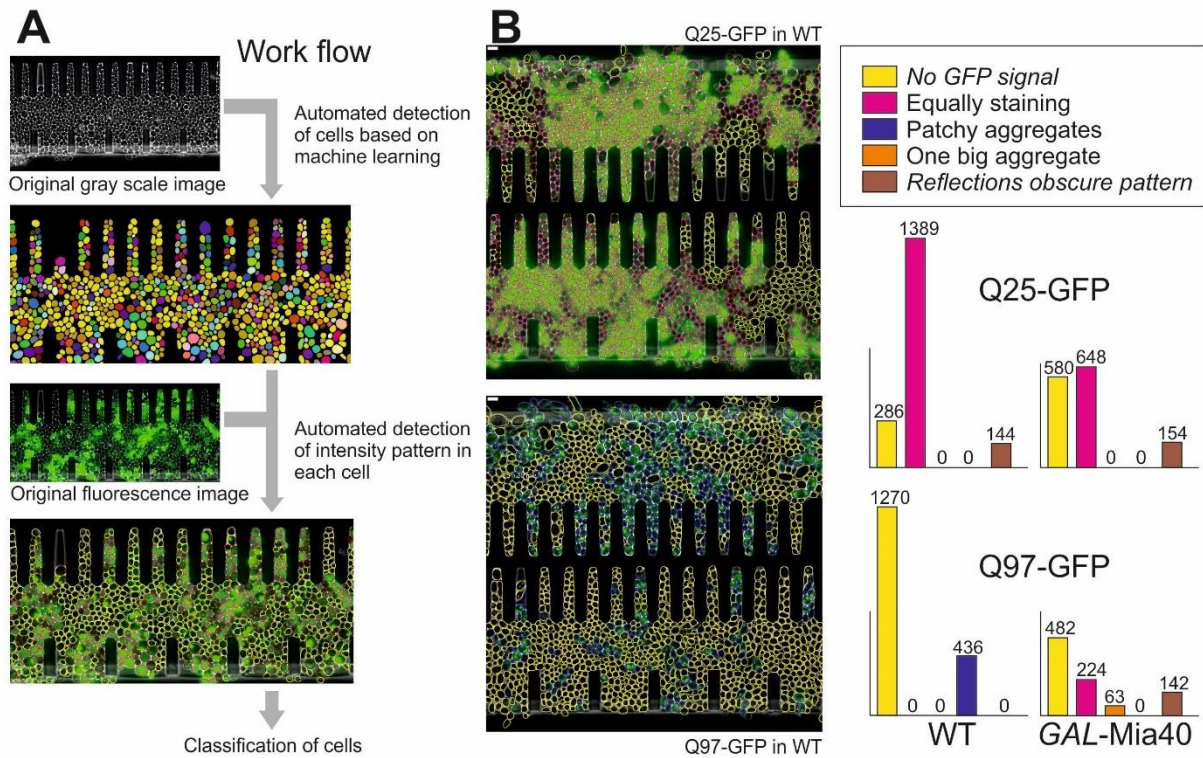 A
Work flow
Original gray scale image
Automated detection
of cells based on
machine learning
Original fluorescence image
Automated detection
of intensity pattern in
each cell
Classification of cells
B
Q25-GFP in WT
Q97-GFP in WT
No GFP signal
Equally staining
Patchy aggregates
One big aggregate
Reflections obscure pattern
Q25-GFP
286
1389
0
0
144
580
648
0
0
154
Q97-GFP
1270
0
0
436
0
482
224
63
0
142
WT
GAL-Mia40